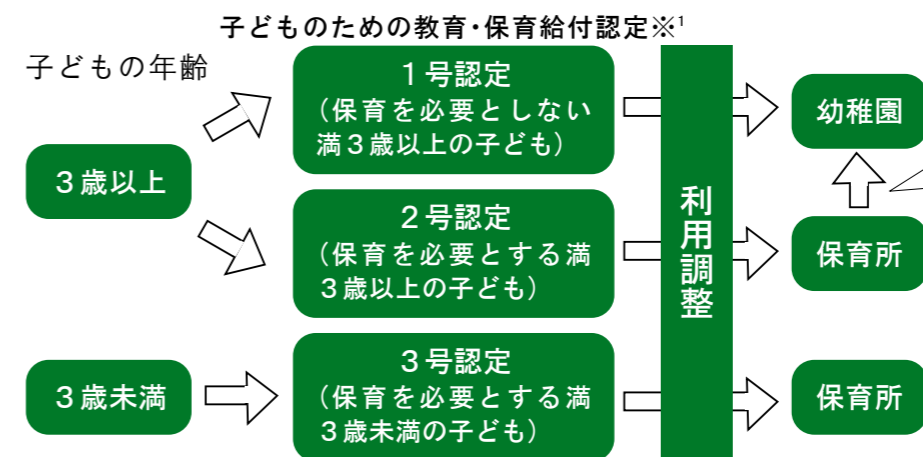 子どものための教育・保育給付認定※¹
子どもの年齢
１号認定
（保育を必要としない
満３歳以上の子ども）
幼稚園
３歳以上
２号認定
（保育を必要とする満
３歳以上の子ども）
利用調整
保育所
３歳未満
３号認定
（保育を必要とする満
３歳未満の子ども）
保育所